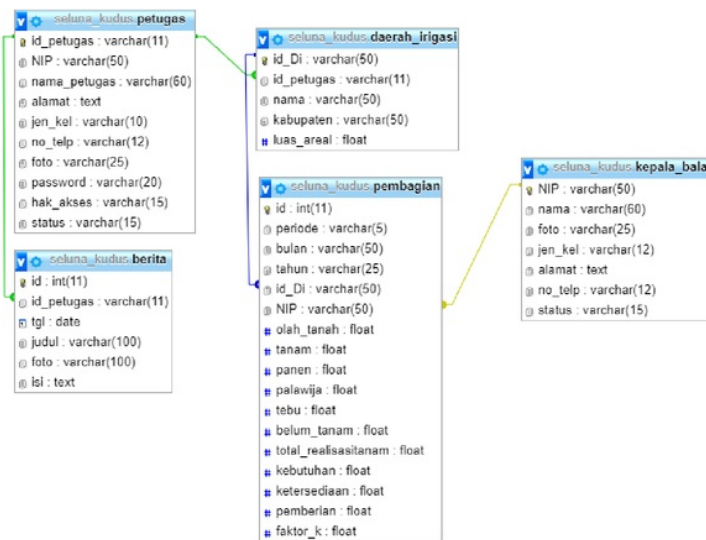 seluna_kudus petugas
id_petugas : varchar(11)
NIP : varchar(50)
nama_petugas : varchar(60)
alamat : text
jen_kel : varchar(10)
no_telp : varchar(12)
foto : varchar(25)
password : varchar(20)
hak_akses : varchar(15)
status : varchar(15)
seluna_kudus berita
id : int(11)
id_petugas : varchar(11)
tgl : date
judul : varchar(100)
foto : varchar(100)
isi : text
seluna_kudus daerah_irigasi
id_Di : varchar(50)
id_petugas : varchar(11)
nama : varchar(50)
kabupaten : varchar(50)
luas_areal : float
seluna_kudus pembagian
id : int(11)
periode : varchar(5)
bulan : varchar(50)
tahun : varchar(25)
id_Di : varchar(50)
NIP : varchar(50)
olah_tanah : float
tanam : float
panen : float
palawija : float
tebu : float
belum_tanam : float
total_realisasitanam : float
kebutuhan : float
ketersediaan : float
pemberian : float
faktor_k : float
seluna_kudus kepala_bala
NIP : varchar(50)
nama : varchar(60)
foto : varchar(25)
jen_kel : varchar(12)
alamat : text
no_telp : varchar(12)
status : varchar(15)